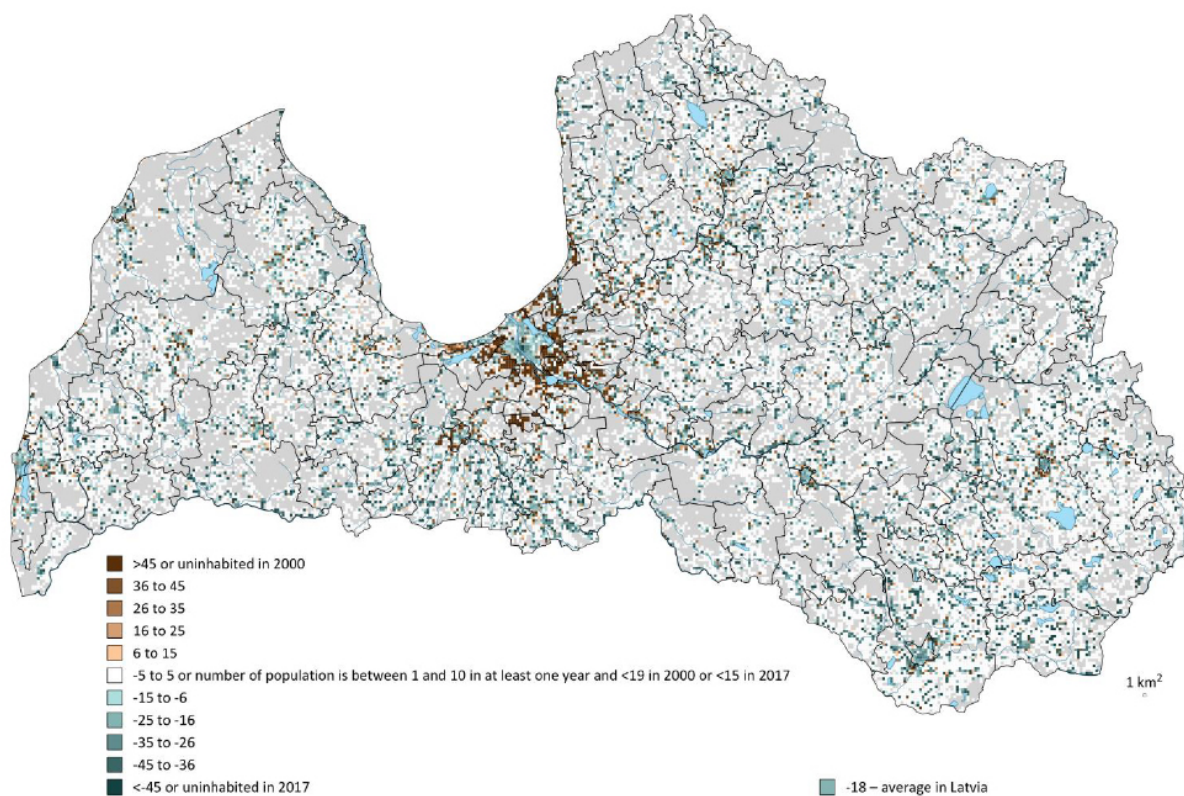 >45 or uninhabited in 2000
36 to 45
26 to 35
16 to 25
6 to 15
-5 to 5 or number of population is between 1 and 10 in at least one year and <19 in 2000 or <15 in 2017
-15 to -6
-25 to -16
-35 to -26
-45 to -36
<-45 or uninhabited in 2017
1 km²
-18 – average in Latvia